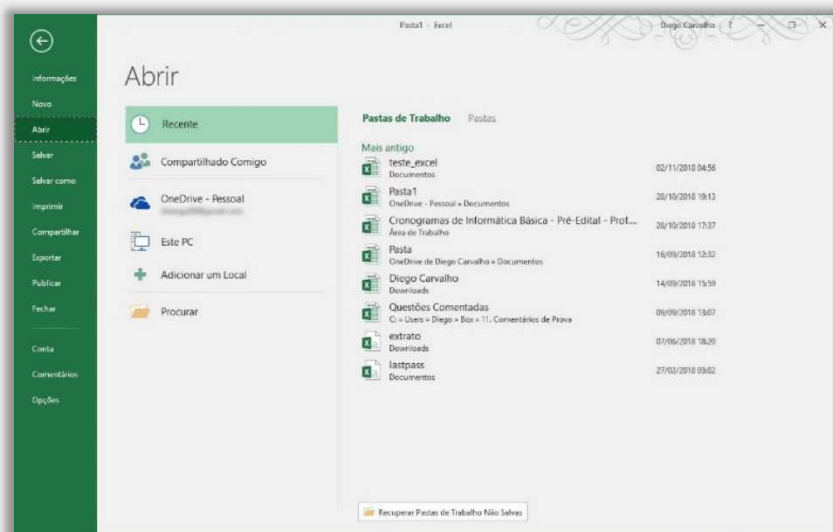 Pasta1 - Excel
Diego Carvalho
?
Informações
Novo
Abrir
Salvar
Salvar como
Imprimir
Compartilhar
Exportar
Publicar
Fechar
Conta
Comentários
Opções
Abrir
Recente
Compartilhado Comigo
OneDrive - Pessoal
Este PC
Adicionar um Local
Procurar
Pastas de Trabalho Pastas
Mais antigo
teste_excel 02/11/2018 04:56
Documentos
Pasta1 28/10/2018 19:13
OneDrive - Pessoal » Documentos
Cronogramas de Informática Básica - Pré-Edital - Prof.... 28/10/2018 17:37
Área de Trabalho
Pasta 16/09/2018 12:32
OneDrive de Diego Carvalho » Documentos
Diego Carvalho 14/09/2018 15:59
Downloads
Questões Comentadas 09/09/2018 13:07
C: » Users » Diego » Box » 11. Comentários de Prova
extrato 07/06/2018 18:20
Downloads
lastpass 27/02/2018 03:02
Documentos
Recuperar Pastas de Trabalho Não Salvas